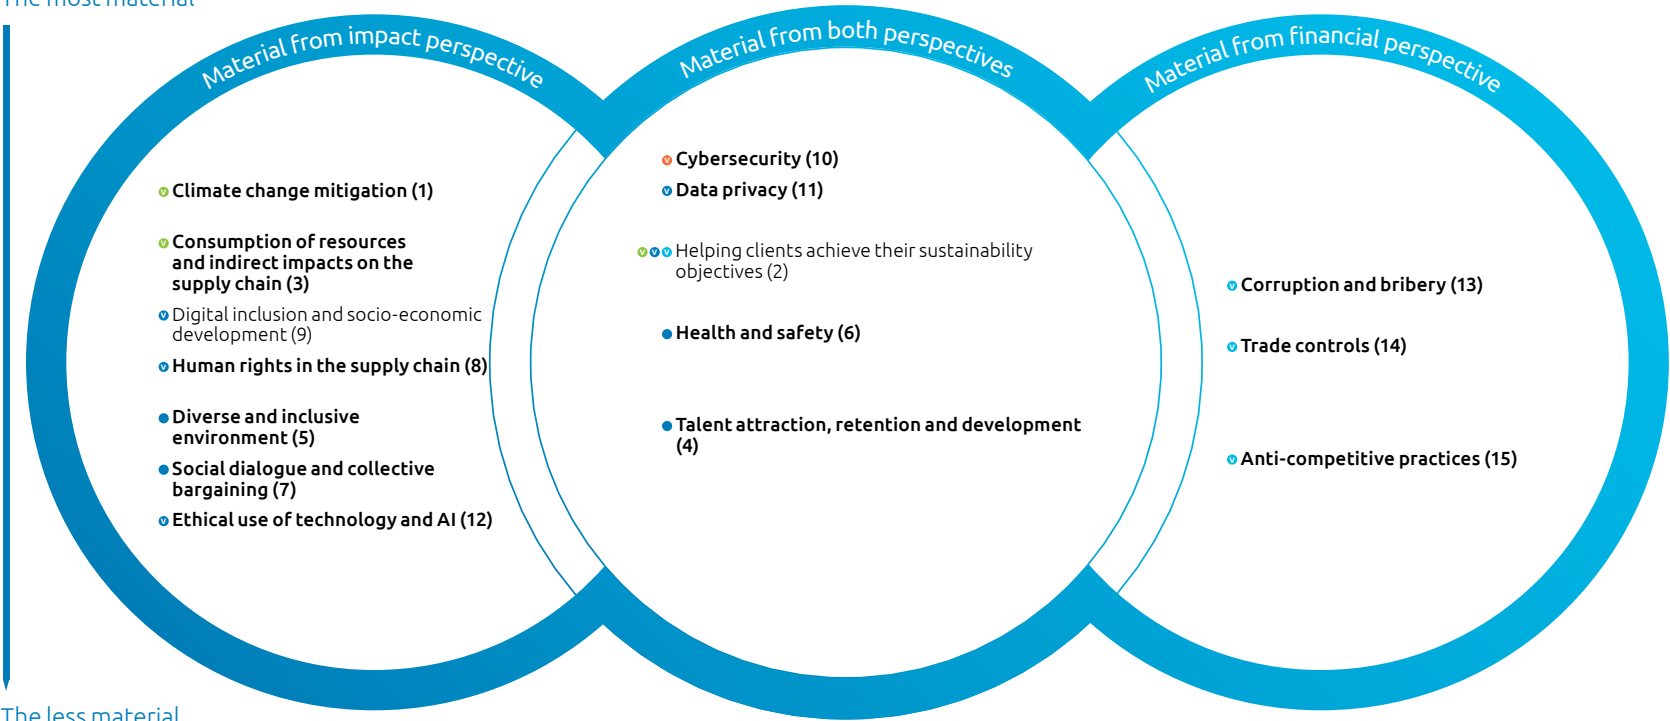 The most material
Material from impact perspective
Material from both perspectives
Material from financial perspective
Climate change mitigation (1)
Consumption of resources
and indirect impacts on the
supply chain (3)
Digital inclusion and socio-economic
development (9)
Human rights in the supply chain (8)
Diverse and inclusive
environment (5)
Social dialogue and collective
bargaining (7)
Ethical use of technology and AI (12)
Cybersecurity (10)
Data privacy (11)
Helping clients achieve their sustainability
objectives (2)
Health and safety (6)
Talent attraction, retention and development
(4)
Corruption and bribery (13)
Trade controls (14)
Anti-competitive practices (15)
The less material